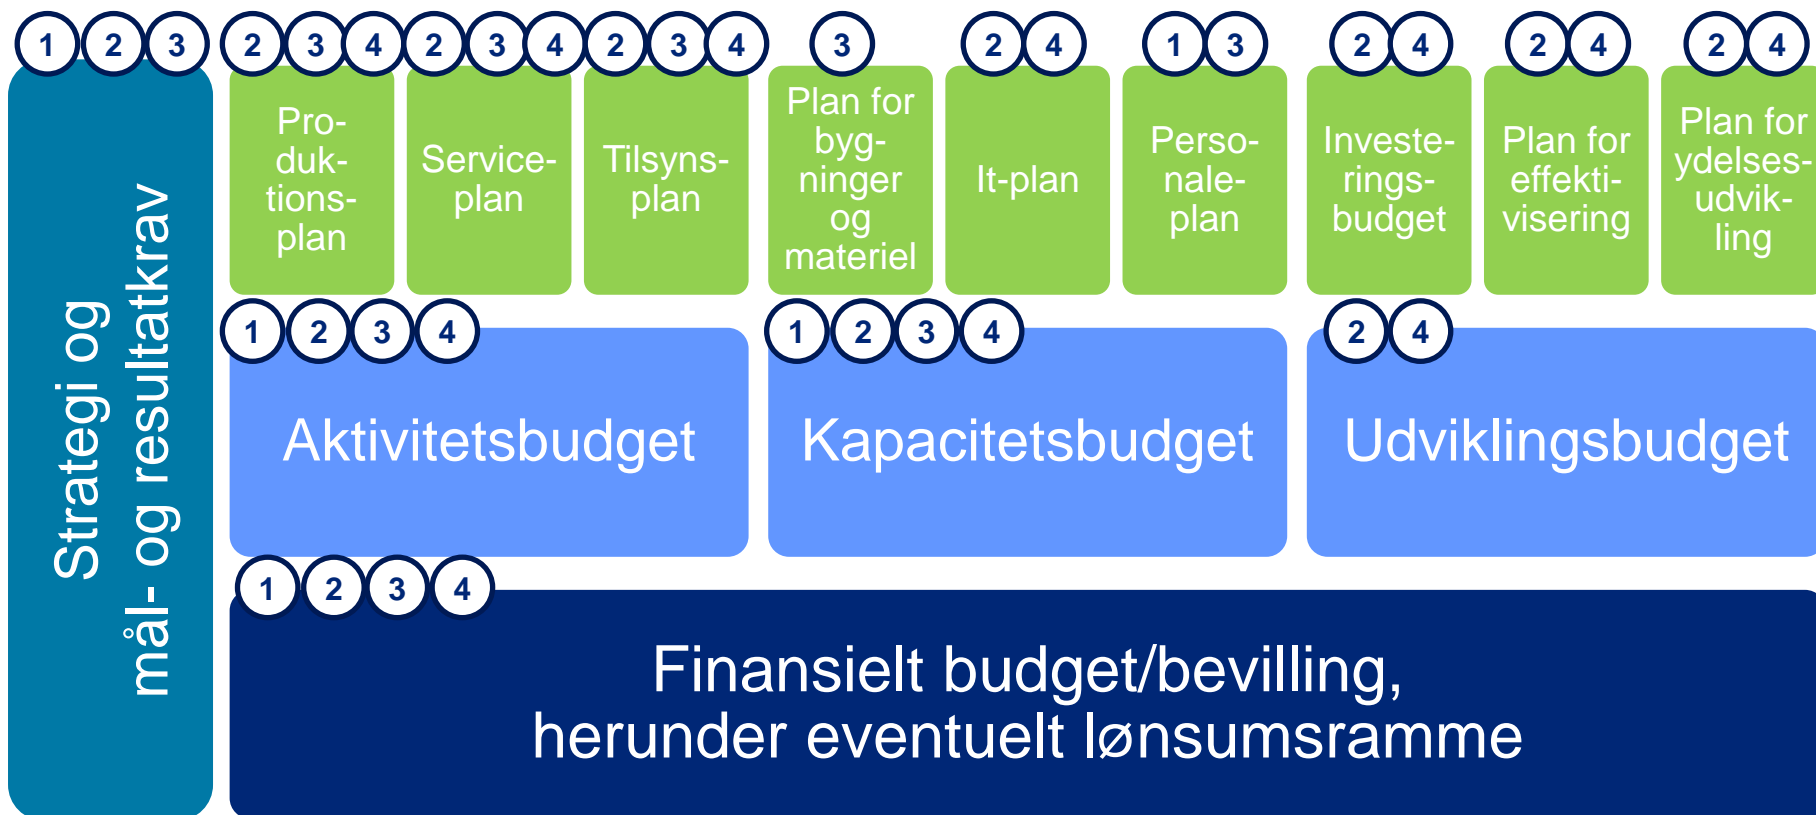 1 2 3
Strategi og
mål- og resultatkrav
2 3 4
Pro-
duk-
tions-
plan
2 3 4
Service-
plan
2 3 4
Tilsyns-
plan
3
Plan for
byg-
ninger
og
materiel
2 4
It-plan
1 3
Perso-
nale-
plan
2 4
Investe-
rings-
budget
2 4
Plan for
effekti-
visering
2 4
Plan for
ydelses-
udvik-
ling
1 2 3 4
Aktivitetsbudget
1 2 3 4
Kapacitetsbudget
2 4
Udviklingsbudget
1 2 3 4
Finansielt budget/bevilling,
herunder eventuelt lønsumsramme